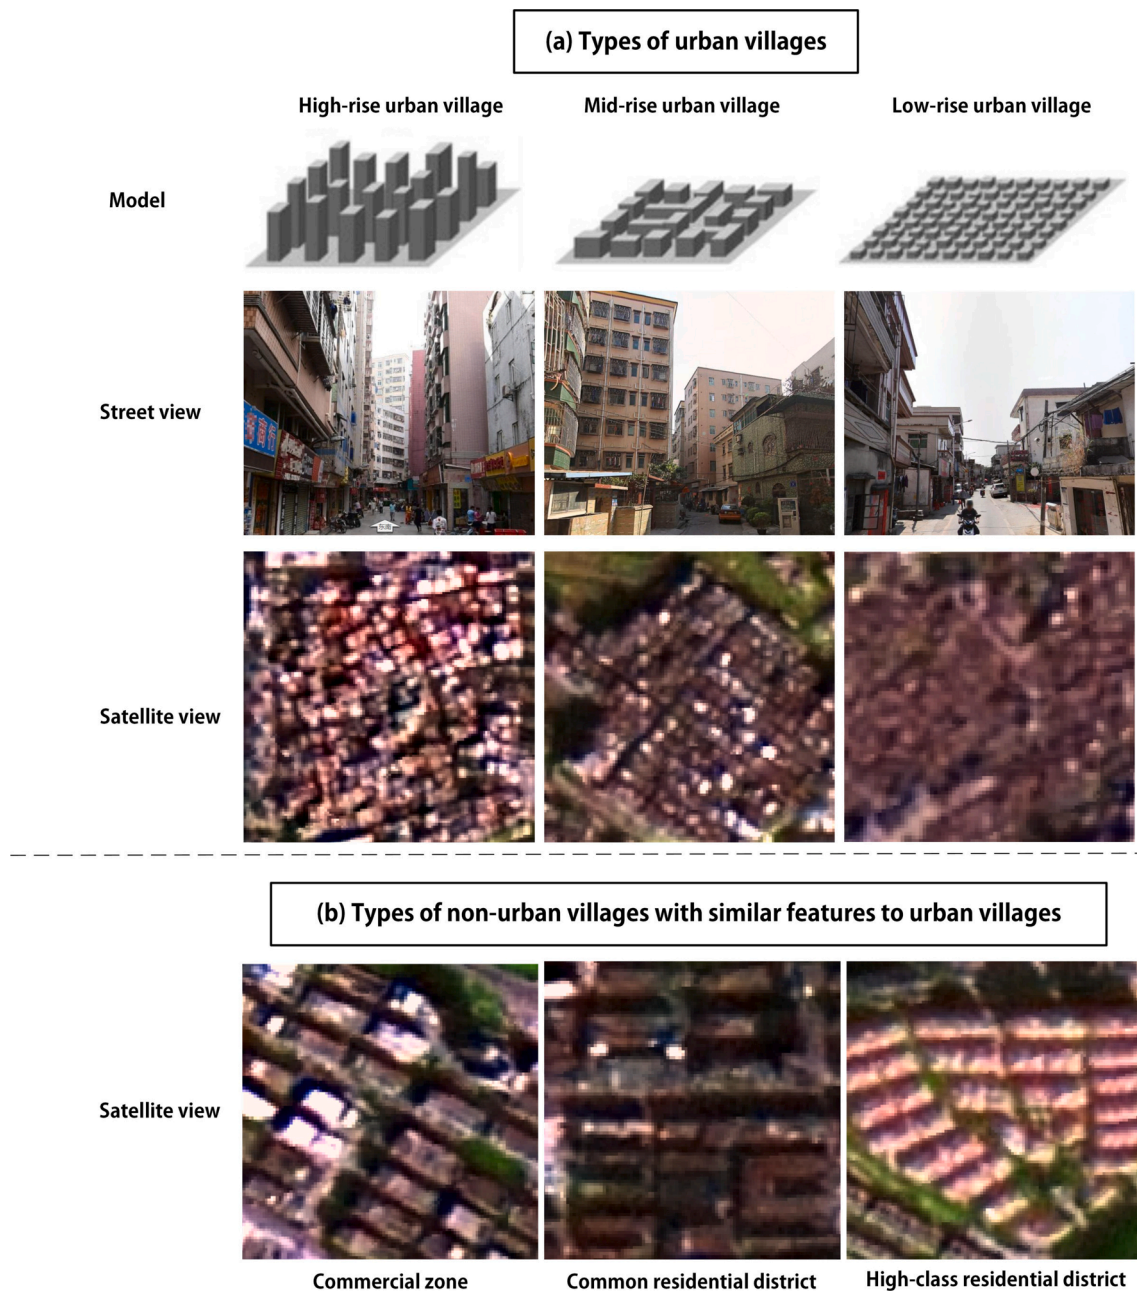 (a) Types of urban villages
High-rise urban village
Mid-rise urban village
Low-rise urban village
Model
Street view
Satellite view
(b) Types of non-urban villages with similar features to urban villages
Satellite view
Commercial zone
Common residential district
High-class residential district